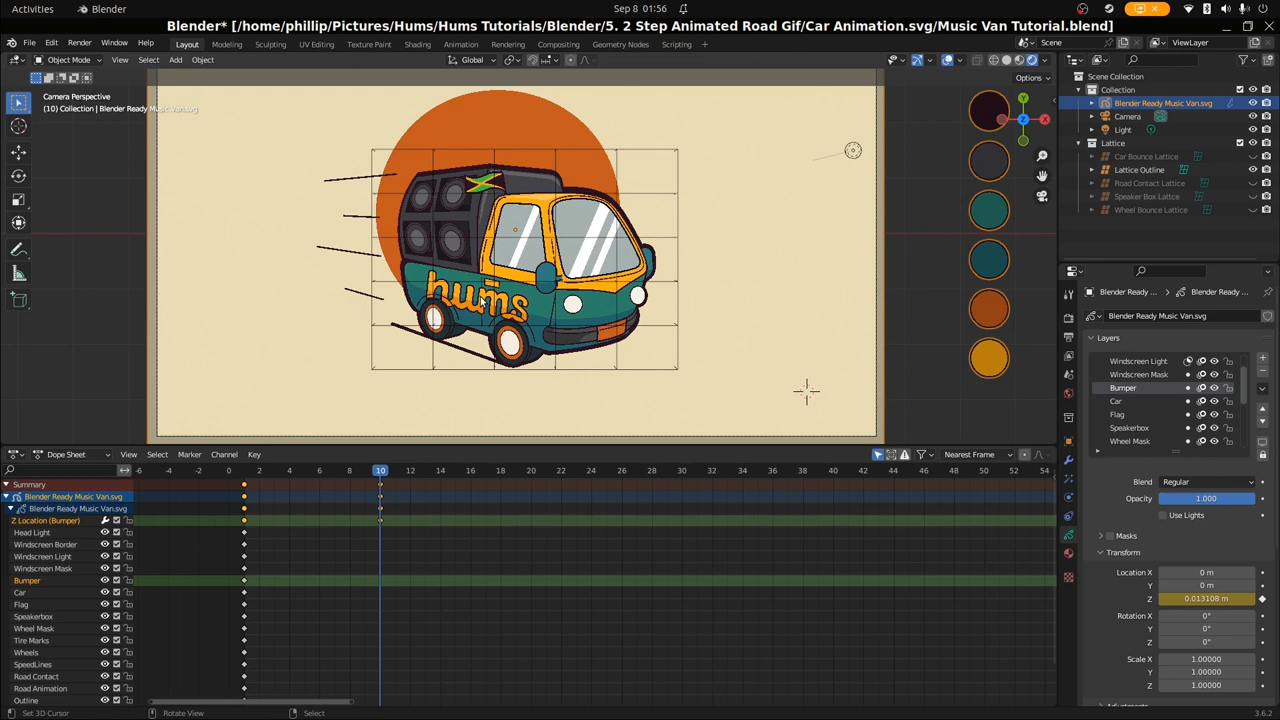 Activities
Blender
Sep 8 01:56
Blender* [/home/phillip/Pictures/Hums/Hums Tutorials/Blender/5. 2 Step Animated Road Gif/Car Animation.svg/Music Van Tutorial.blend]
File Edit Render Window Help Layout Modeling Sculpting UV Editing Texture Paint Shading Animation Rendering Compositing Geometry Nodes Scripting + Scene ViewLayer
Object Mode View Select Add Object Global
Options
Camera Perspective
(10) Collection | Blender Ready Music Van.svg
Y
Z
X
hums
Scene Collection
Collection
Blender Ready Music Van.svg
Camera
Light
Lattice
Car Bounce Lattice
Lattice Outline
Road Contact Lattice
Speaker Box Lattce
Wheel Bounce Lattice
Blender Ready ... Blender Ready ...
Blender Ready Music Van.svg
Layers
Windscreen Light
Windscreen Mask
Bumper
Car
Flag
Speakerbox
Wheel Mask
Blend Regular
Opacity 1.000
Use Lights
Masks
Transform
Location X 0 m
Y 0 m
Z 0.013108 m
Rotation X 0°
Y 0°
Z 0°
Scale X 1.00000
Y 1.00000
Z 1.00000
Dope Sheet View Select Marker Channel Key Nearest Frame
-6 -4 -2 0 2 4 6 8 10 12 14 16 18 20 22 24 26 28 30 32 34 36 38 40 42 44 46 48 50 52 54
Summary
Blender Ready Music Van.svg
Blender Ready Music Van.svg
Z Location (Bumper)
Head Light
Windscreen Border
Windscreen Light
Windscreen Mask
Bumper
Car
Flag
Speakerbox
Wheel Mask
Tire Marks
Wheels
SpeedLines
Road Contact
Road Animation
Outline
Set 3D Cursor
Rotate View
Select
3.6.2